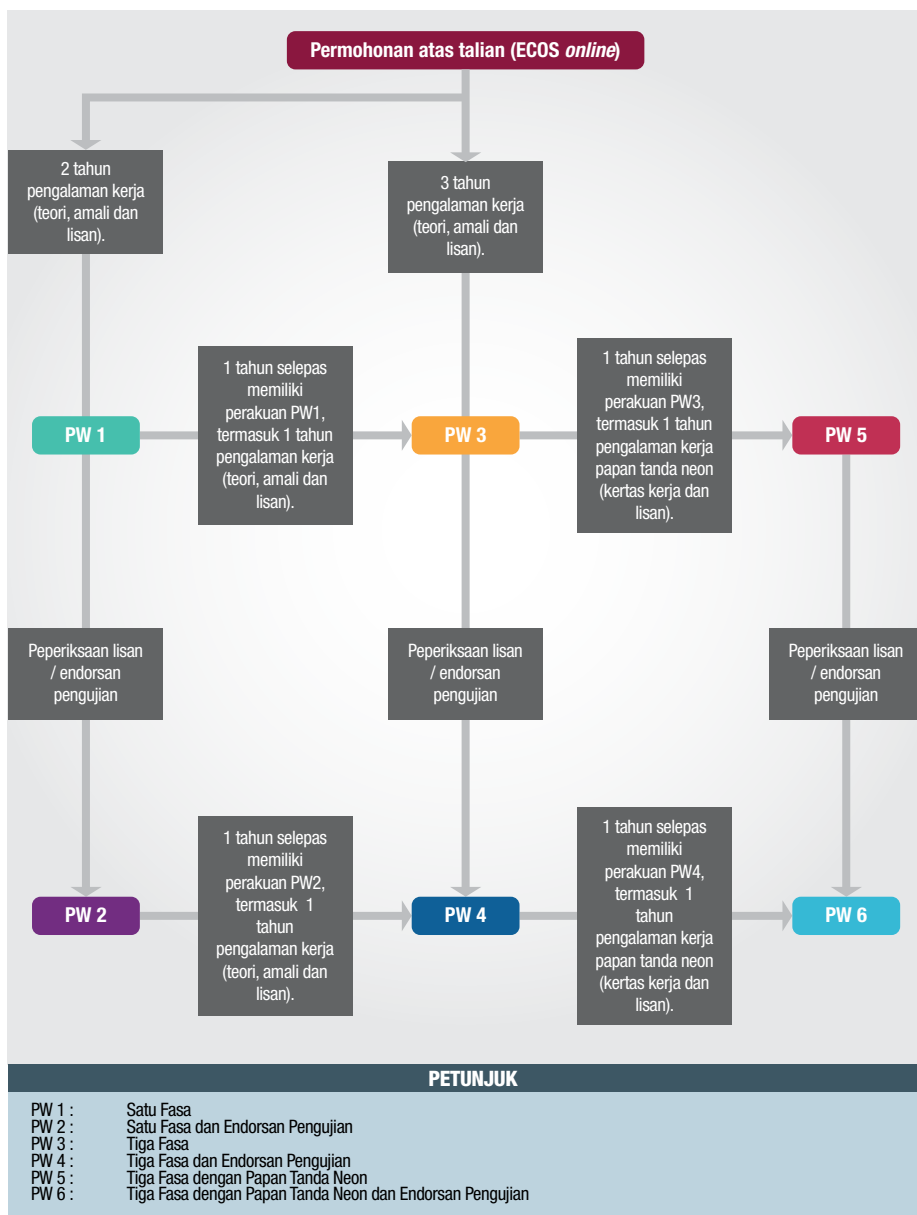 Permohonan atas talian (ECOS online)
2 tahun
pengalaman kerja
(teori, amali dan
lisan).
3 tahun
pengalaman kerja
(teori, amali dan
lisan).
PW 1
1 tahun selepas
memiliki
perakuan PW1,
termasuk 1 tahun
pengalaman kerja
(teori, amali dan
lisan).
PW 3
1 tahun selepas
memiliki
perakuan PW3,
termasuk 1 tahun
pengalaman kerja
papan tanda neon
(kertas kerja dan
lisan).
PW 5
Peperiksaan lisan
/ endorsan
pengujian
Peperiksaan lisan
/ endorsan
pengujian
Peperiksaan lisan
/ endorsan
pengujian
PW 2
1 tahun selepas
memiliki
perakuan PW2,
termasuk 1
tahun
pengalaman kerja
(teori, amali dan
lisan).
PW 4
1 tahun selepas
memiliki
perakuan PW4,
termasuk 1
tahun
pengalaman kerja
papan tanda neon
(kertas kerja dan
lisan).
PW 6
PETUNJUK
PW 1 : Satu Fasa
PW 2 : Satu Fasa dan Endorsan Pengujian
PW 3 : Tiga Fasa
PW 4 : Tiga Fasa dan Endorsan Pengujian
PW 5 : Tiga Fasa dengan Papan Tanda Neon
PW 6 : Tiga Fasa dengan Papan Tanda Neon dan Endorsan Pengujian